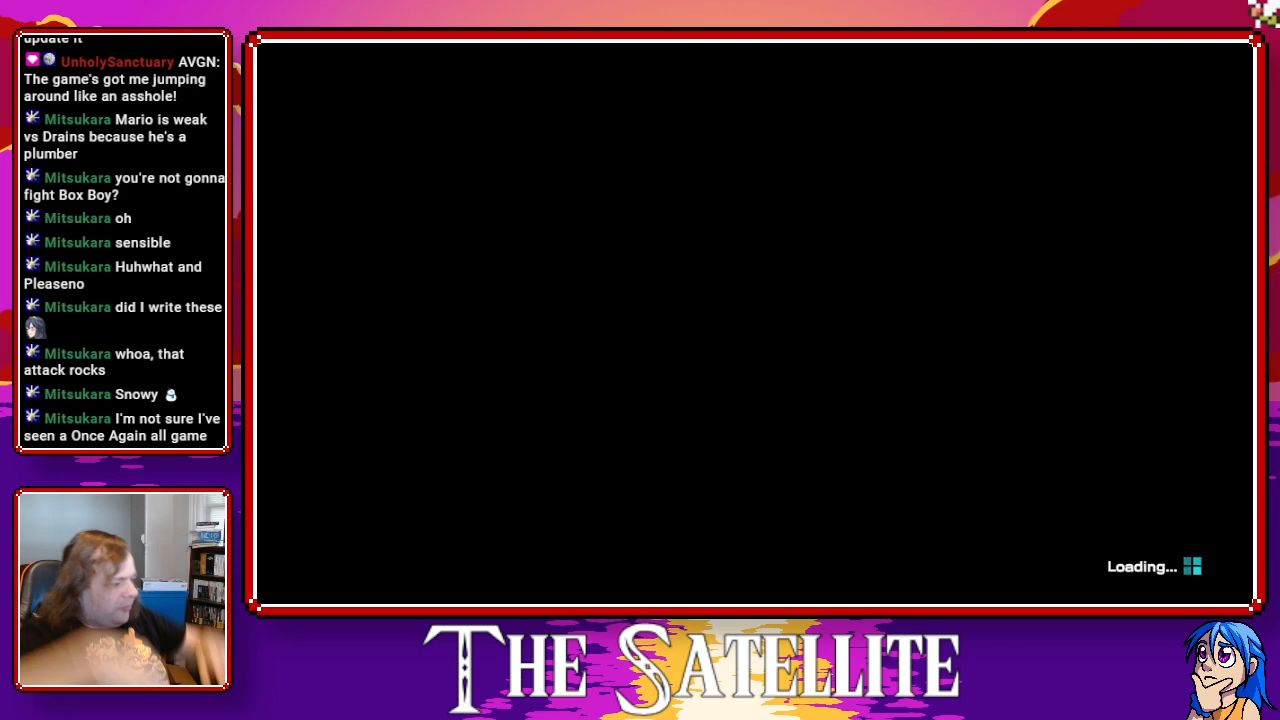 update it
UnholySanctuary AVGN:
The game's got me jumping
around like an asshole!
Mitsukara Mario is weak
vs Drains because he's a
plumber
Mitsukara you're not gonna
fight Box Boy?
Mitsukara oh
Mitsukara sensible
Mitsukara Huhwhat and
Pleaseno
Mitsukara did I write these
Mitsukara whoa, that
attack rocks
Mitsukara Snowy
Mitsukara I'm not sure I've
seen a Once Again all game
Loading...
THE SATELLITE